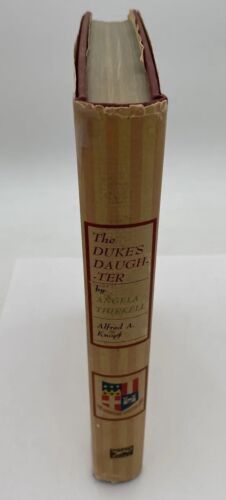 The
DUKE'S
DAUGH-
-TER
by
ANGELA
THIRKELL
Alfred A.
Knopf